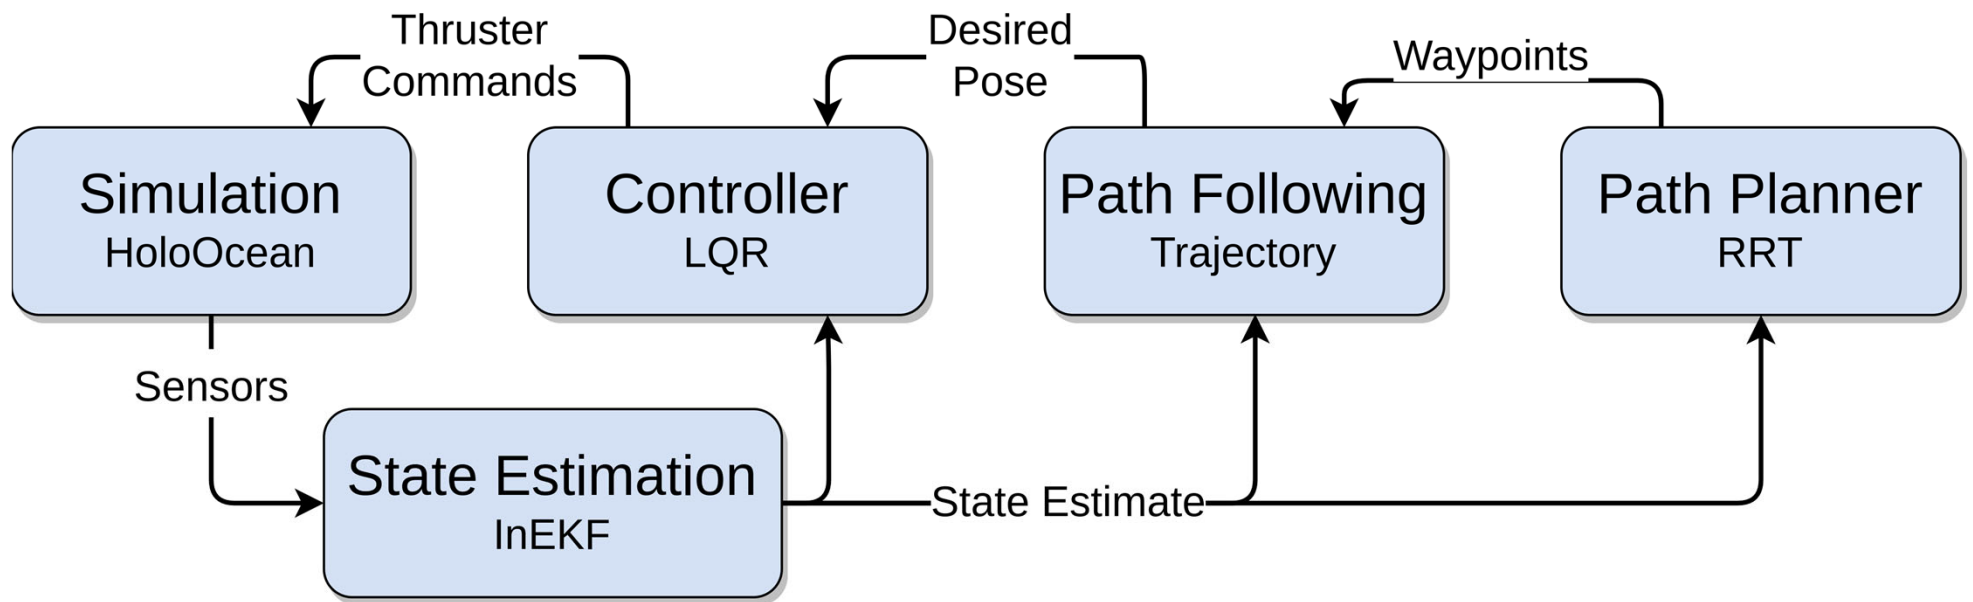 Thruster
Commands
Desired
Pose
Waypoints
Simulation
HoloOcean
Controller
LQR
Path Following
Trajectory
Path Planner
RRT
Sensors
State Estimation
InEKF
State Estimate